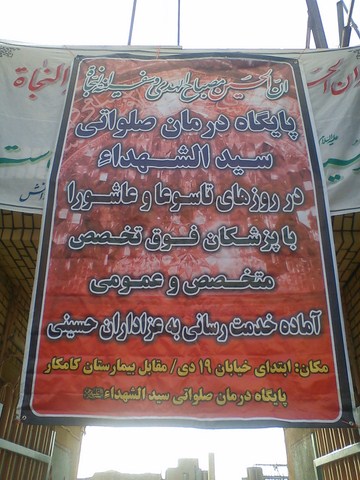 ان الحسین مصباح الهدی و سفینة النجاة
پایگاه درمان صلواتی
سید الشهداء
در روزهای تاسوعا و عاشورا
با پزشکان فوق تخصص
متخصص و عمومی
آماده خدمت رسانی به عزاداران حسینی
مکان: ابتدای خیابان ۱۹ دی/ مقابل بیمارستان کامکار
پایگاه درمان صلواتی سید الشهداء
النجاة